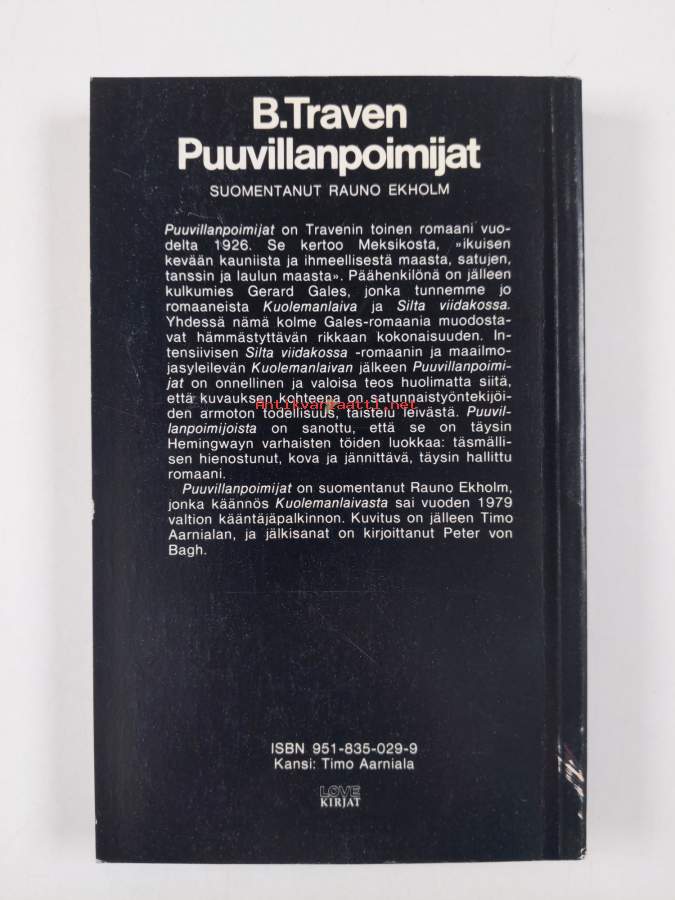 B.Traven
Puuvillanpoimijat
SUOMENTANUT RAUNO EKHOLM
Puuvillanpoimijat on Travenin toinen romaani vuo-
delta 1926. Se kertoo Meksikosta, »ikuisen
kevään kauniista ja ihmeellisestä maasta, satujen,
tanssin ja laulun maasta». Päähenkilönä on jälleen
kulkumies Gerard Gales, jonka tunnemme jo
romaaneista Kuolemanlaiva ja Silta viidakossa.
Yhdessä nämä kolme Gales-romaania muodosta-
vat hämmästyttävän rikkaan kokonaisuuden. In-
tensiivisen Silta viidakossa -romaanin ja maailmo-
jasyleilevän Kuolemanlaivan jälkeen Puuvillanpoimi-
jat on onnellinen ja valoisa teos huolimatta siitä,
että kuvauksen kohteena on satunnaistyöntekijöi-
Antikvariaatti.net
den armoton todellisuus, taistelu leivästä. Puuvil-
lanpoimijoista on sanottu, että se on täysin
Hemingwayn varhaisten töiden luokkaa: täsmälli-
sen hienostunut, kova ja jännittävä, täysin hallittu
romaani.
Puuvillanpoimijat on suomentanut Rauno Ekholm,
jonka käännös Kuolemanlaivasta sai vuoden 1979
valtion kääntäjäpalkinnon. Kuvitus on jälleen Timo
Aarnialan, ja jälkisanat on kirjoittanut Peter von
Bagh.
ISBN 951-835-029-9
Kansi: Timo Aarniala
LOVE
KIRJAT